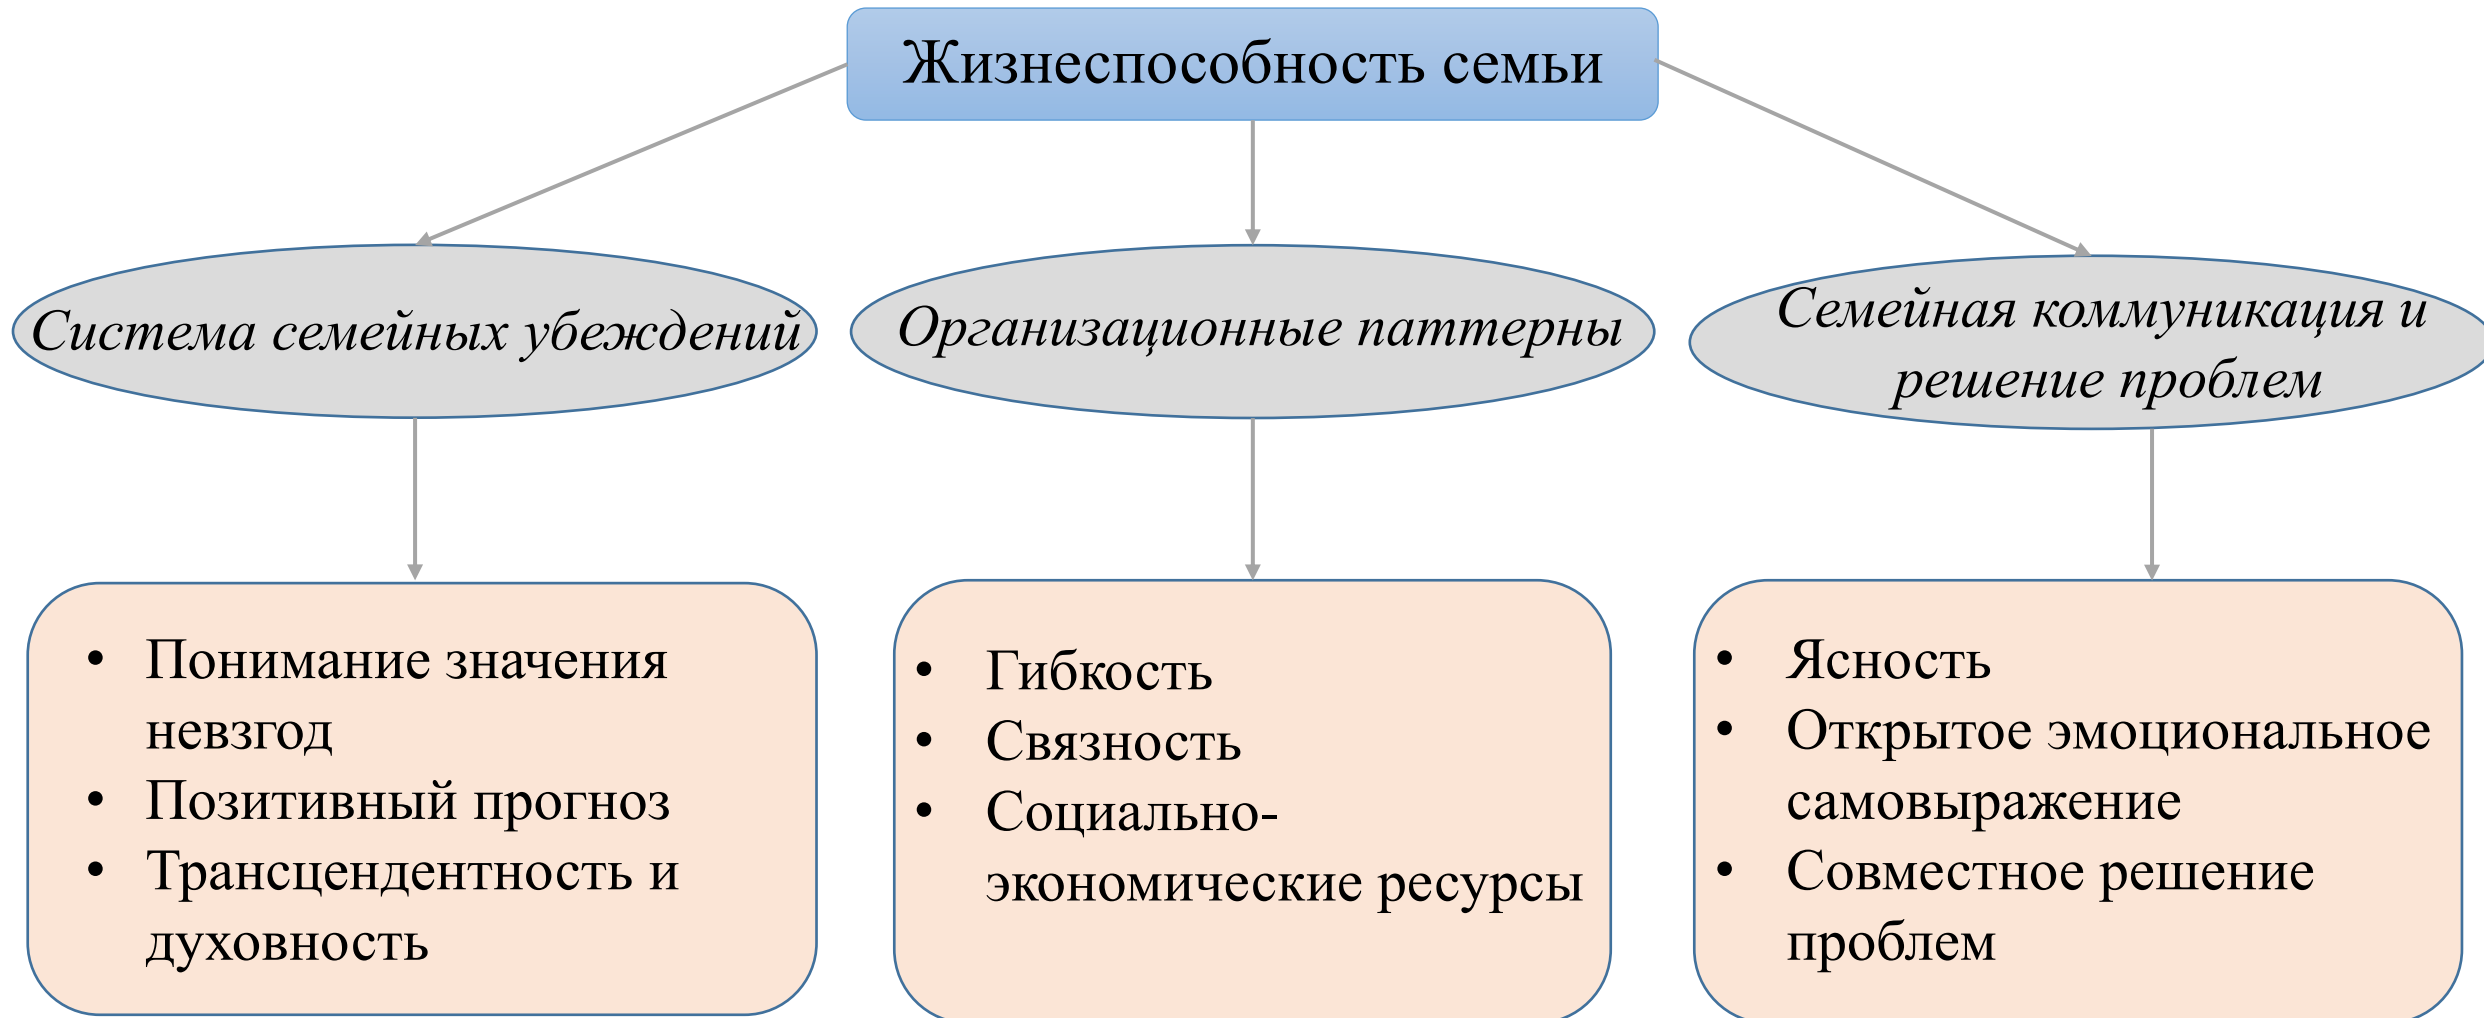 Жизнеспособность семьи
Система семейных убеждений
Организационные паттерны
Семейная коммуникация и
решение проблем
• Понимание значения
невзгод
• Позитивный прогноз
• Трансцендентность и
духовность
• Гибкость
• Связность
• Социально-
экономические ресурсы
• Ясность
• Открытое эмоциональное
самовыражение
• Совместное решение
проблем